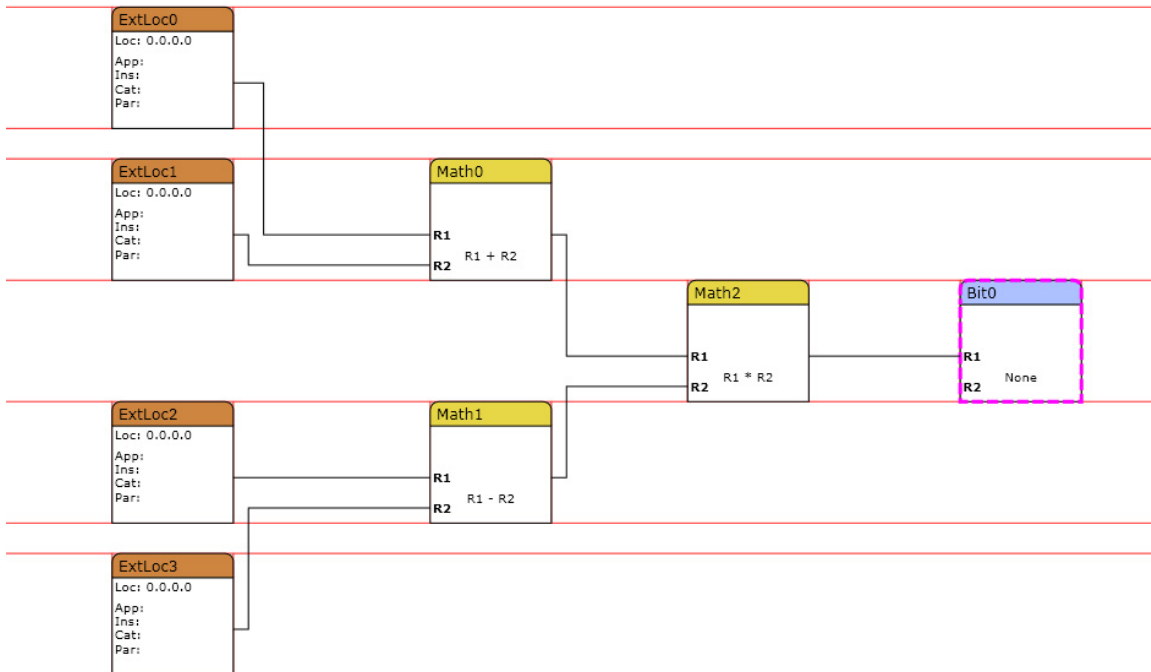 ExtLoc0
Loc: 0.0.0.0
App:
Ins:
Cat:
Par:
ExtLoc1
Loc: 0.0.0.0
App:
Ins:
Cat:
Par:
Math0
R1
R1 + R2
R2
Math2
R1
R1 * R2
R2
Bit0
R1
None
R2
ExtLoc2
Loc: 0.0.0.0
App:
Ins:
Cat:
Par:
Math1
R1
R1 - R2
R2
ExtLoc3
Loc: 0.0.0.0
App:
Ins:
Cat:
Par: